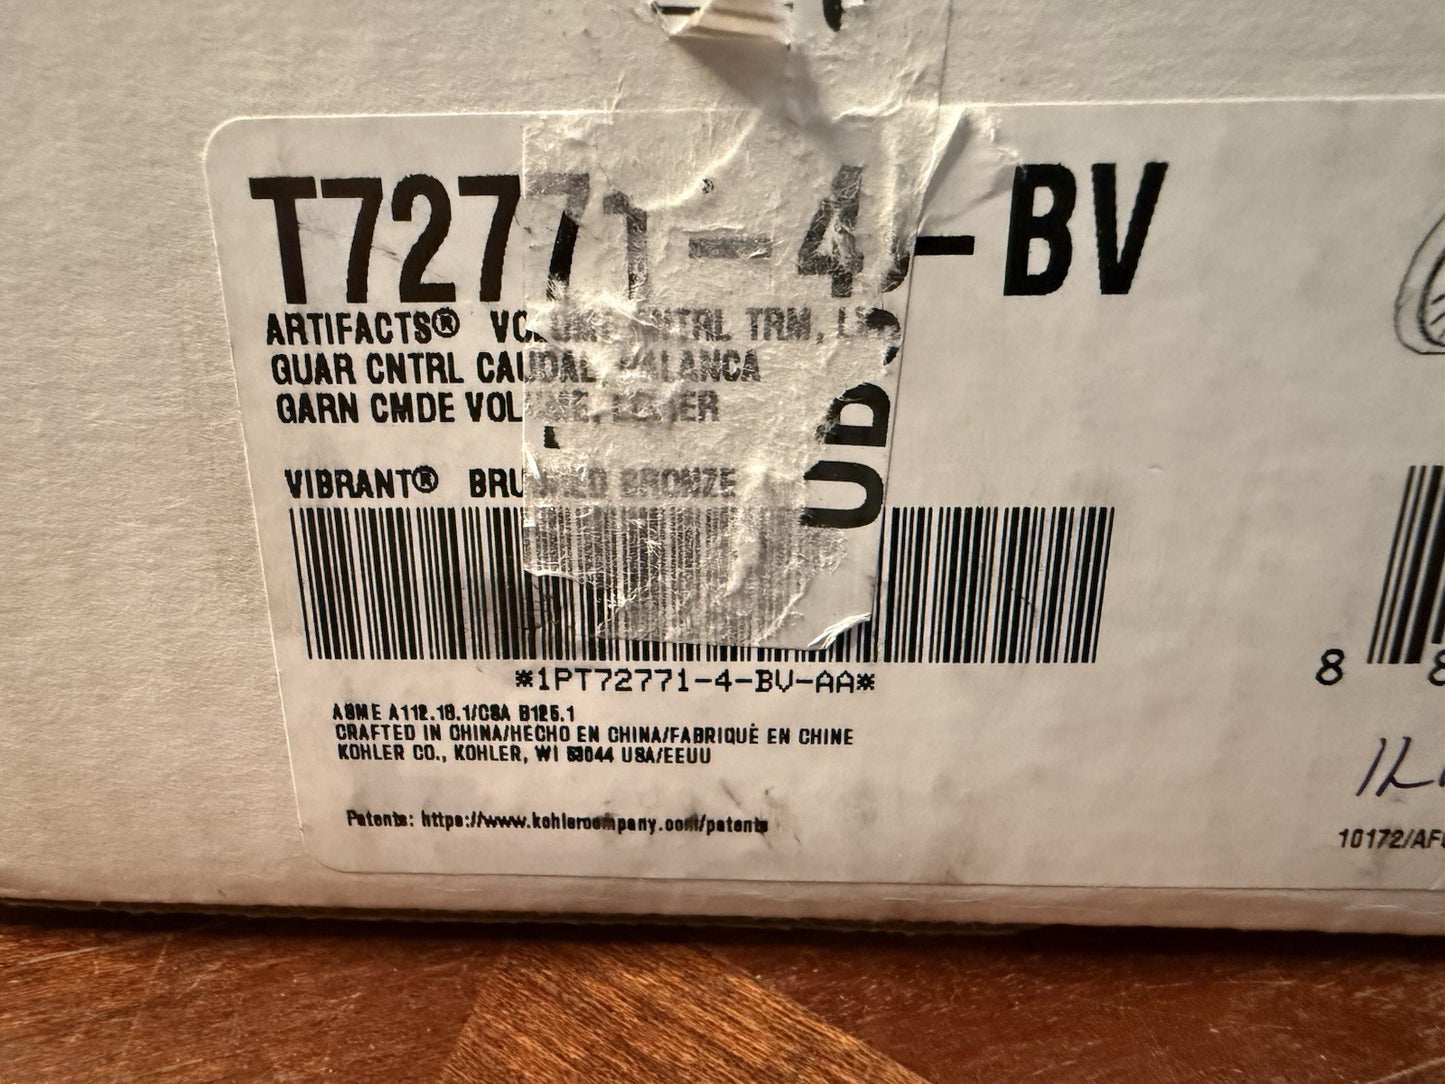 T72771-4-BV
ARTIFACTS® VOLUME CNTRL TRM,
GUAR CNTRL CAUDAL, PALANCA
GARN CMDE VOLUME, LEVIER
VIBRANT® BRUSHED BRONZE
*1PT72771-4-BV-AA*
ASME A112.18.1/CSA B125.1
CRAFTED IN CHINA/HECHO EN CHINA/FABRIQUÉ EN CHINE
KOHLER CO., KOHLER, WI 53044 USA/EEUU
Patents: https://www.kohlercompany.com/patents
8 8
10172/AF